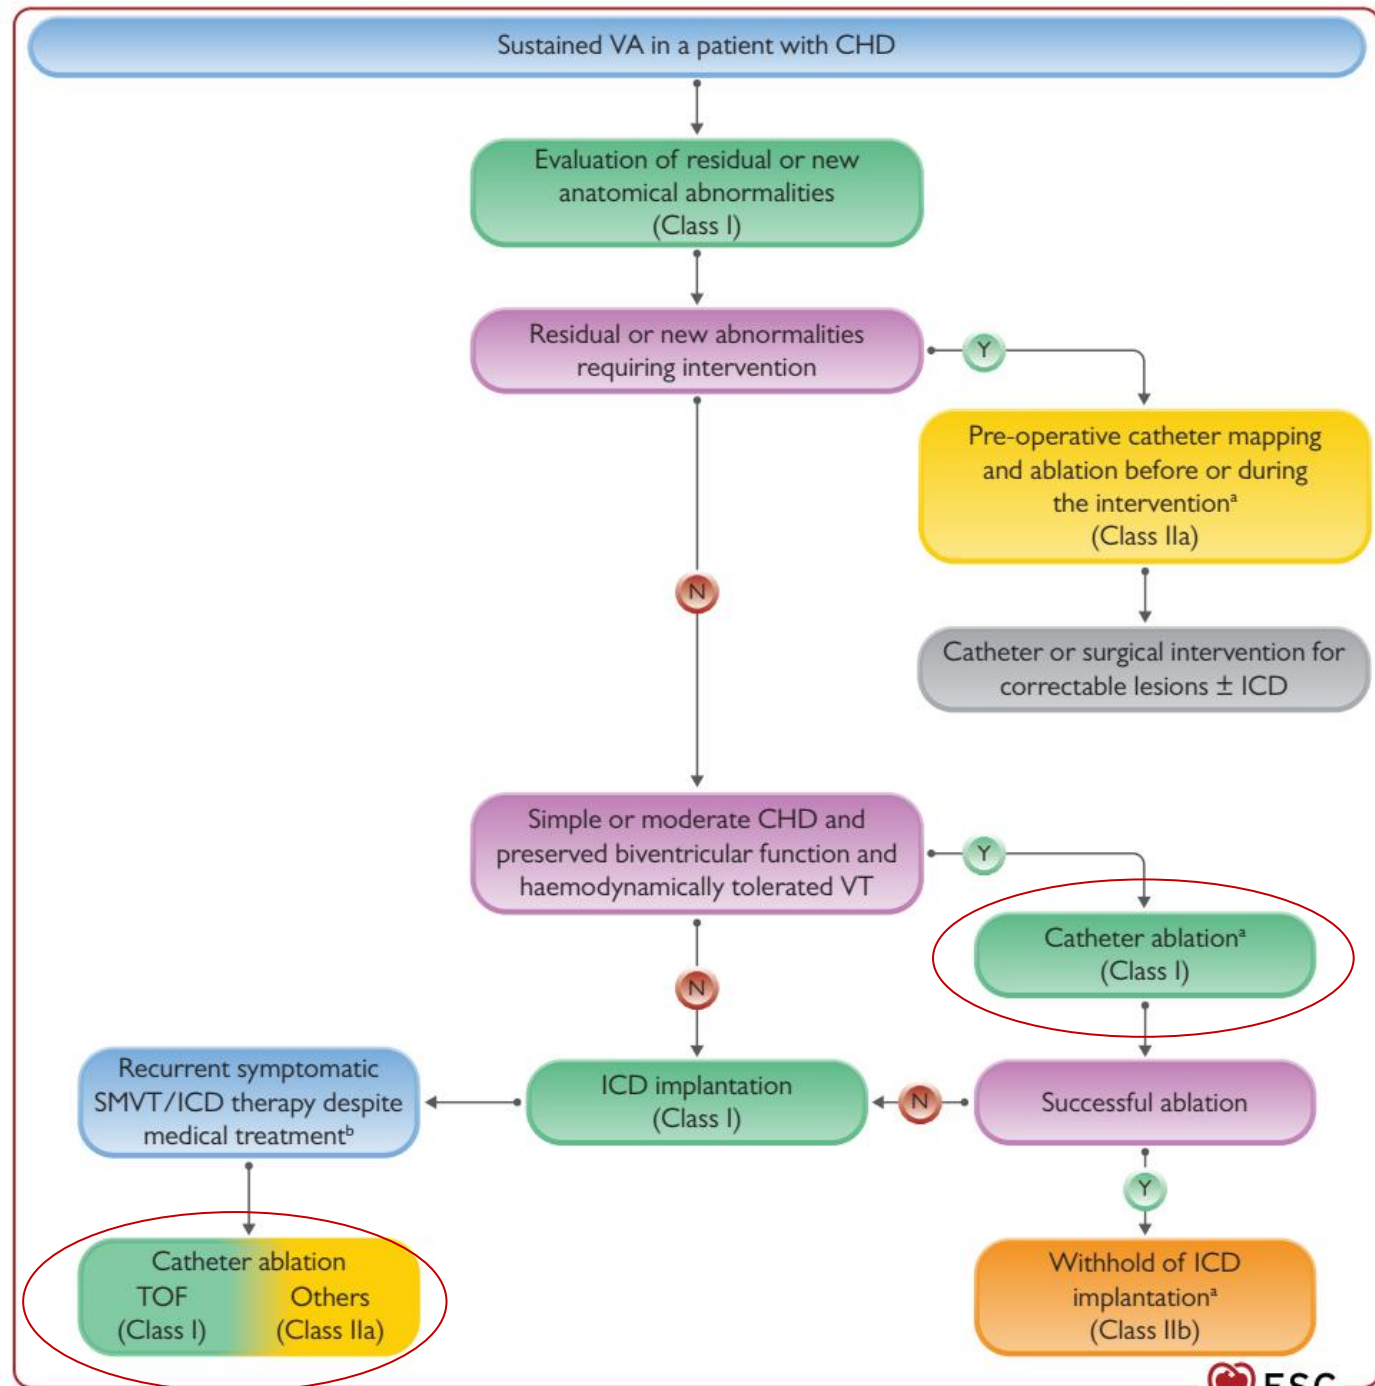 Sustained VA in a patient with CHD
Evaluation of residual or new
anatomical abnormalities
(Class I)
Residual or new abnormalities
requiring intervention
Y
Pre-operative catheter mapping
and ablation before or during
the interventionᵃ
(Class IIa)
N
Catheter or surgical intervention for
correctable lesions ± ICD
Simple or moderate CHD and
preserved biventricular function and
haemodynamically tolerated VT
Y
Catheter ablationᵃ
(Class I)
N
Recurrent symptomatic
SMVT/ICD therapy despite
medical treatmentᵇ
ICD implantation
(Class I)
N
Successful ablation
Y
Catheter ablation
TOF
(Class I)
Others
(Class IIa)
Withhold of ICD
implantationᵃ
(Class IIb)
ESC